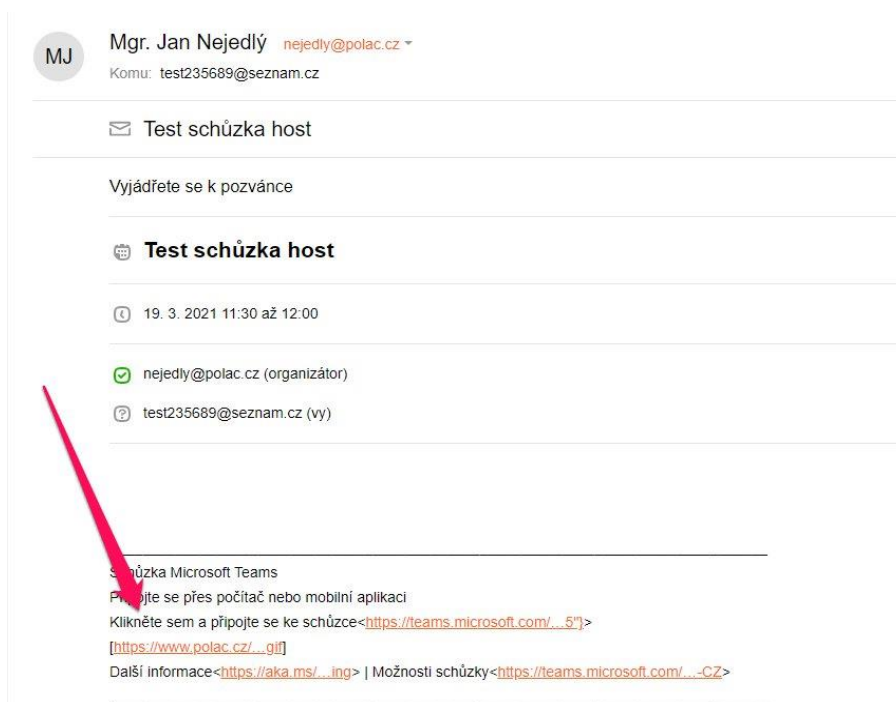 MJ
Mgr. Jan Nejedlý nejedly@polac.cz
Komu: test235689@seznam.cz
Test schůzka host
Vyjádřete se k pozvánce
Test schůzka host
19. 3. 2021 11:30 až 12:00
nejedly@polac.cz (organizátor)
test235689@seznam.cz (vy)
Schůzka Microsoft Teams
Připojte se přes počítač nebo mobilní aplikaci
Klikněte sem a připojte se ke schůzce<https://teams.microsoft.com/…5"}>
[https://www.polac.cz/…gif]
Další informace<https://aka.ms/…ing> | Možnosti schůzky<https://teams.microsoft.com/…-CZ>